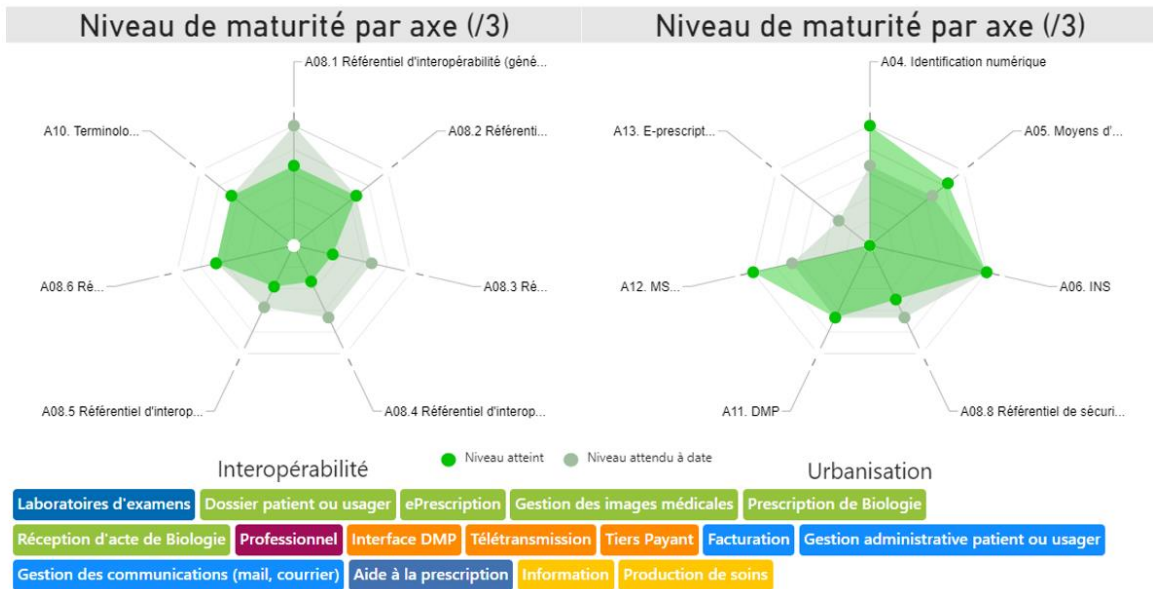 Niveau de maturité par axe (/3)
Niveau de maturité par axe (/3)
A08.1 Référentiel d'interopérabilité (géné...
A10. Terminolo...
A08.2 Référenti...
A08.6 Ré...
A08.3 Ré...
A08.5 Référentiel d'interop...
A08.4 Référentiel d'interop...
A04. Identification numérique
A13. E-prescript...
A05. Moyens d'...
A12. MS...
A06. INS
A11. DMP
A08.8 Référentiel de sécuri...
Interopérabilité
Niveau atteint
Niveau attendu à date
Urbanisation
Laboratoires d'examens
Dossier patient ou usager
ePrescription
Gestion des images médicales
Prescription de Biologie
Réception d'acte de Biologie
Professionnel
Interface DMP
Télétransmission
Tiers Payant
Facturation
Gestion administrative patient ou usager
Gestion des communications (mail, courrier)
Aide à la prescription
Information
Production de soins